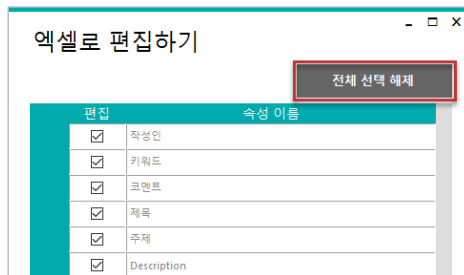 엑셀로 편집하기
전체 선택 해제
편집 속성 이름
작성인
키워드
코멘트
제목
주제
Description